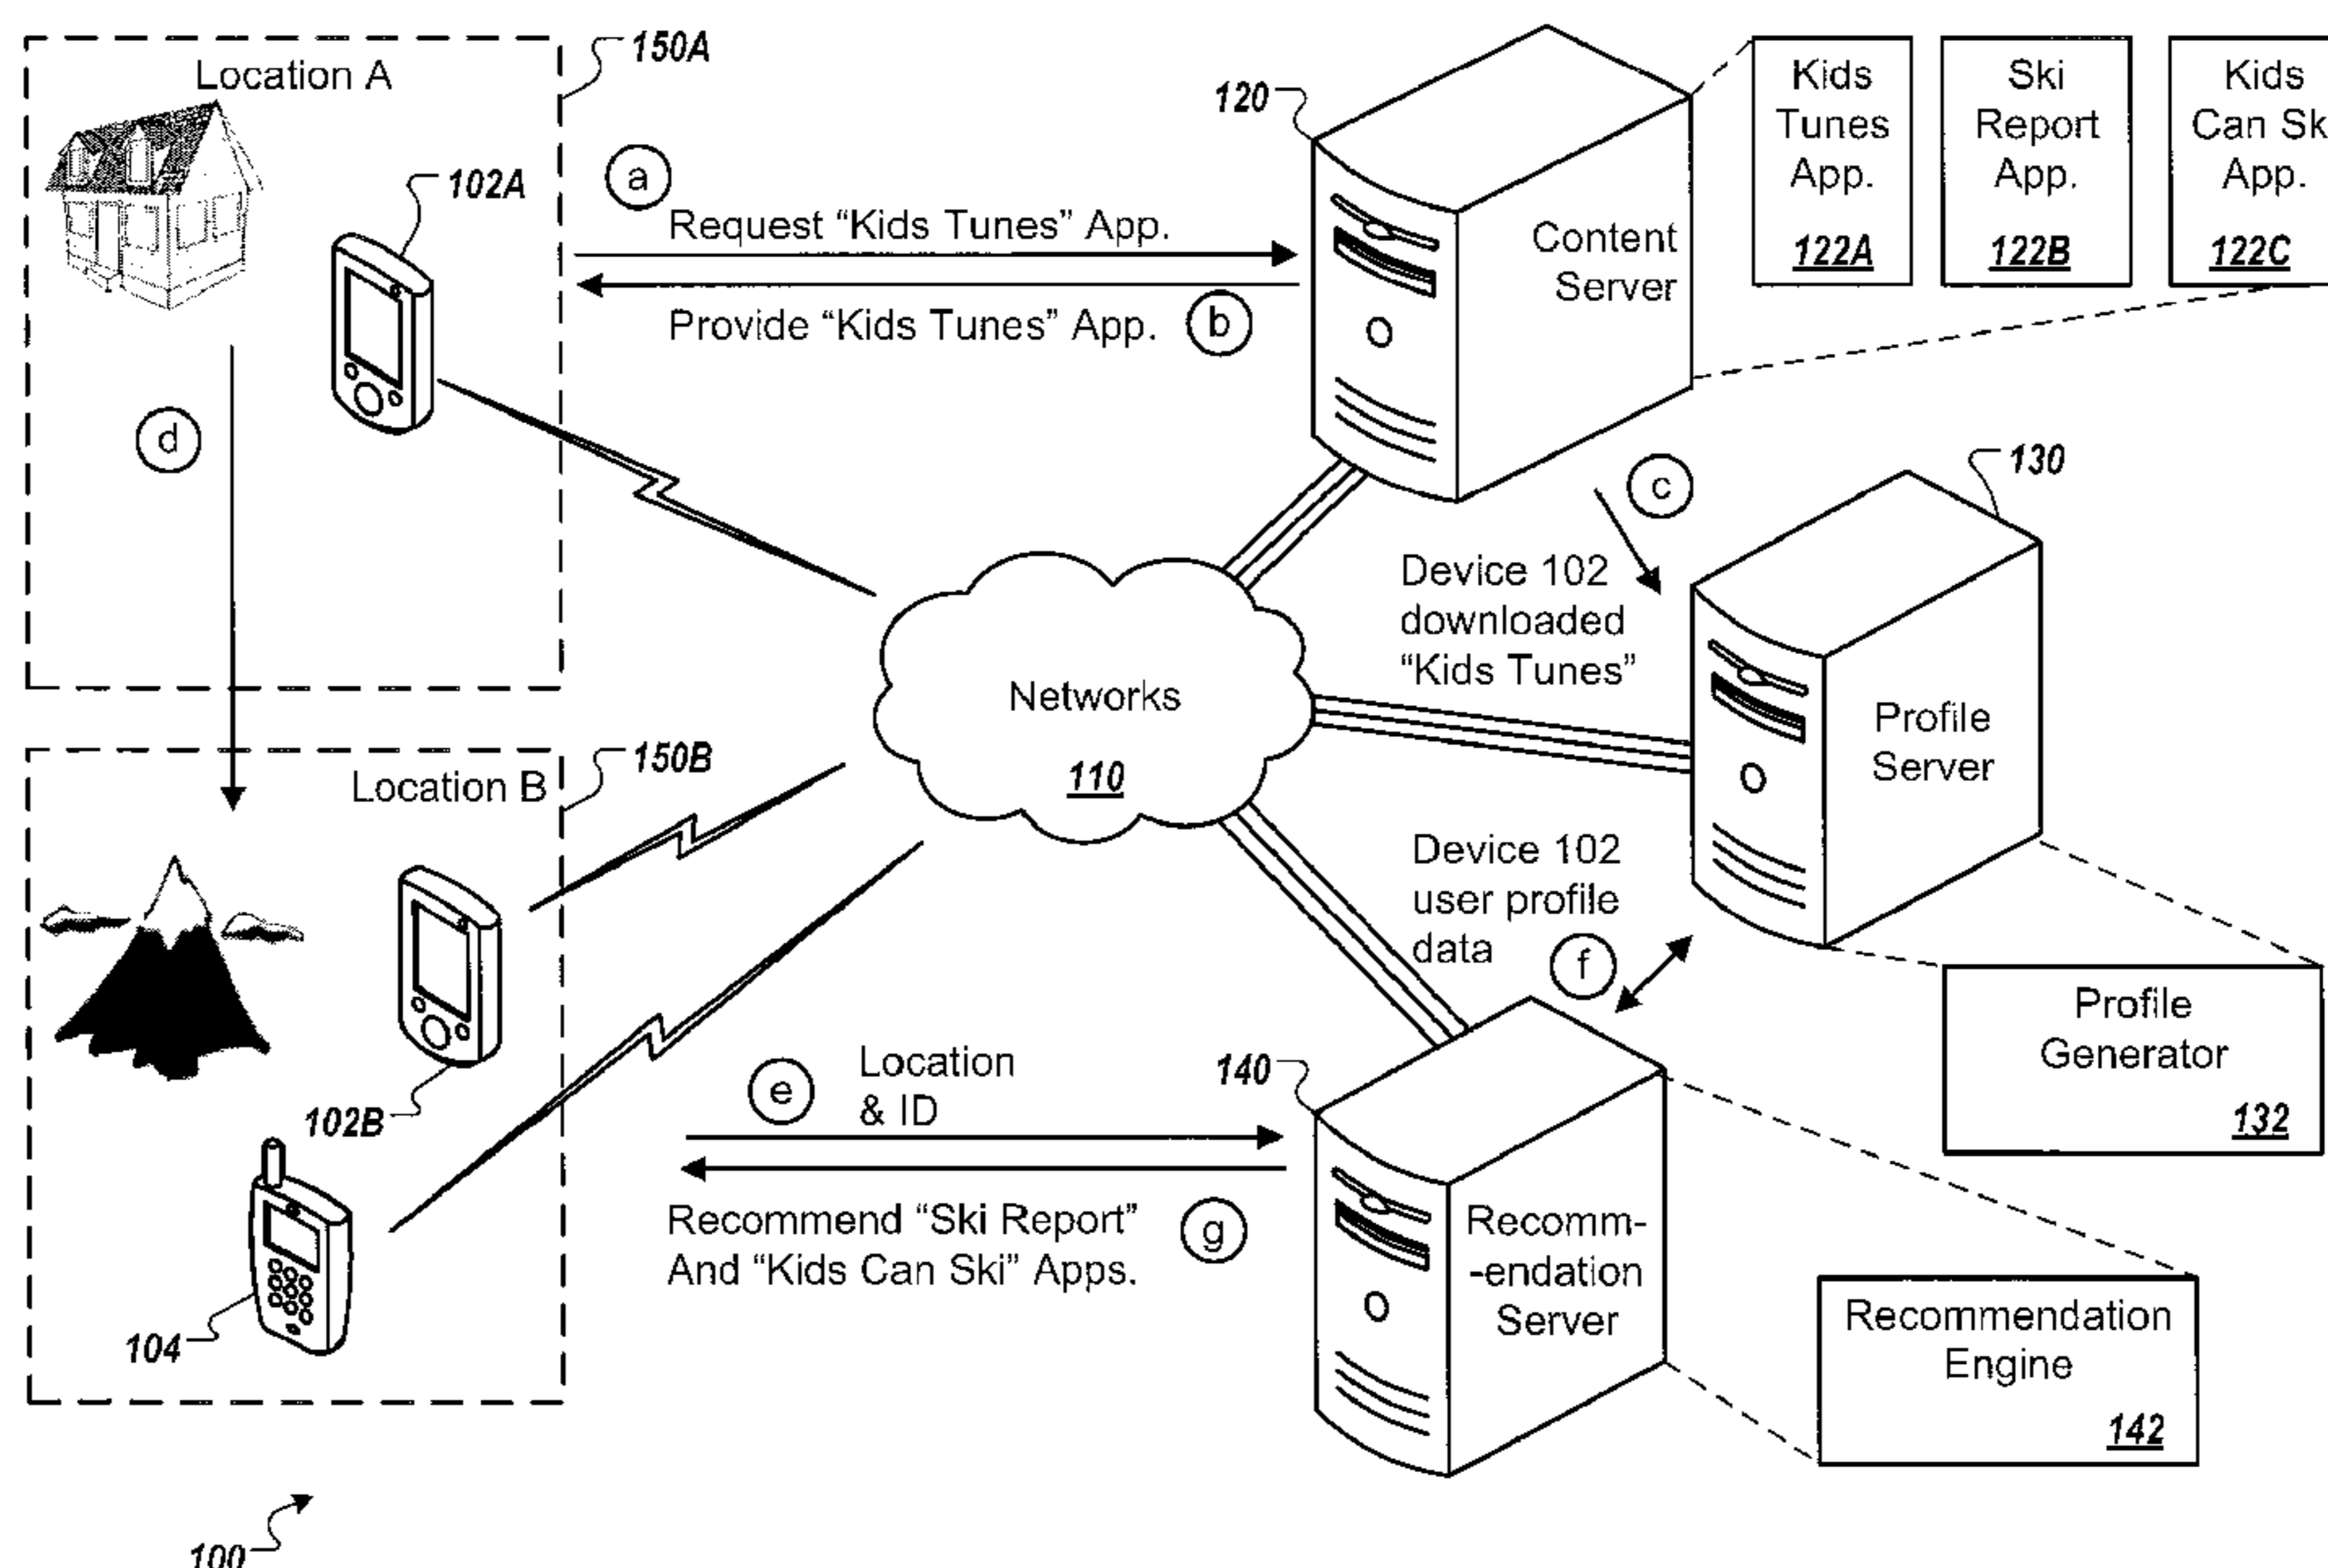 Location A
150A
102A
a
Request “Kids Tunes” App.
Provide “Kids Tunes” App.
b
120
Content
Server
Kids
Tunes
App.
122A
Ski
Report
App.
122B
Kids
Can Sk
App.
122C
d
c
Device 102
downloaded
“Kids Tunes”
130
Profile
Server
Networks
110
150B
Location B
102B
104
Device 102
user profile
data
f
Profile
Generator
132
e
Location
& ID
140
Recommend “Ski Report”
And “Kids Can Ski” Apps.
g
Recomm-
-endation
Server
Recommendation
Engine
142
100